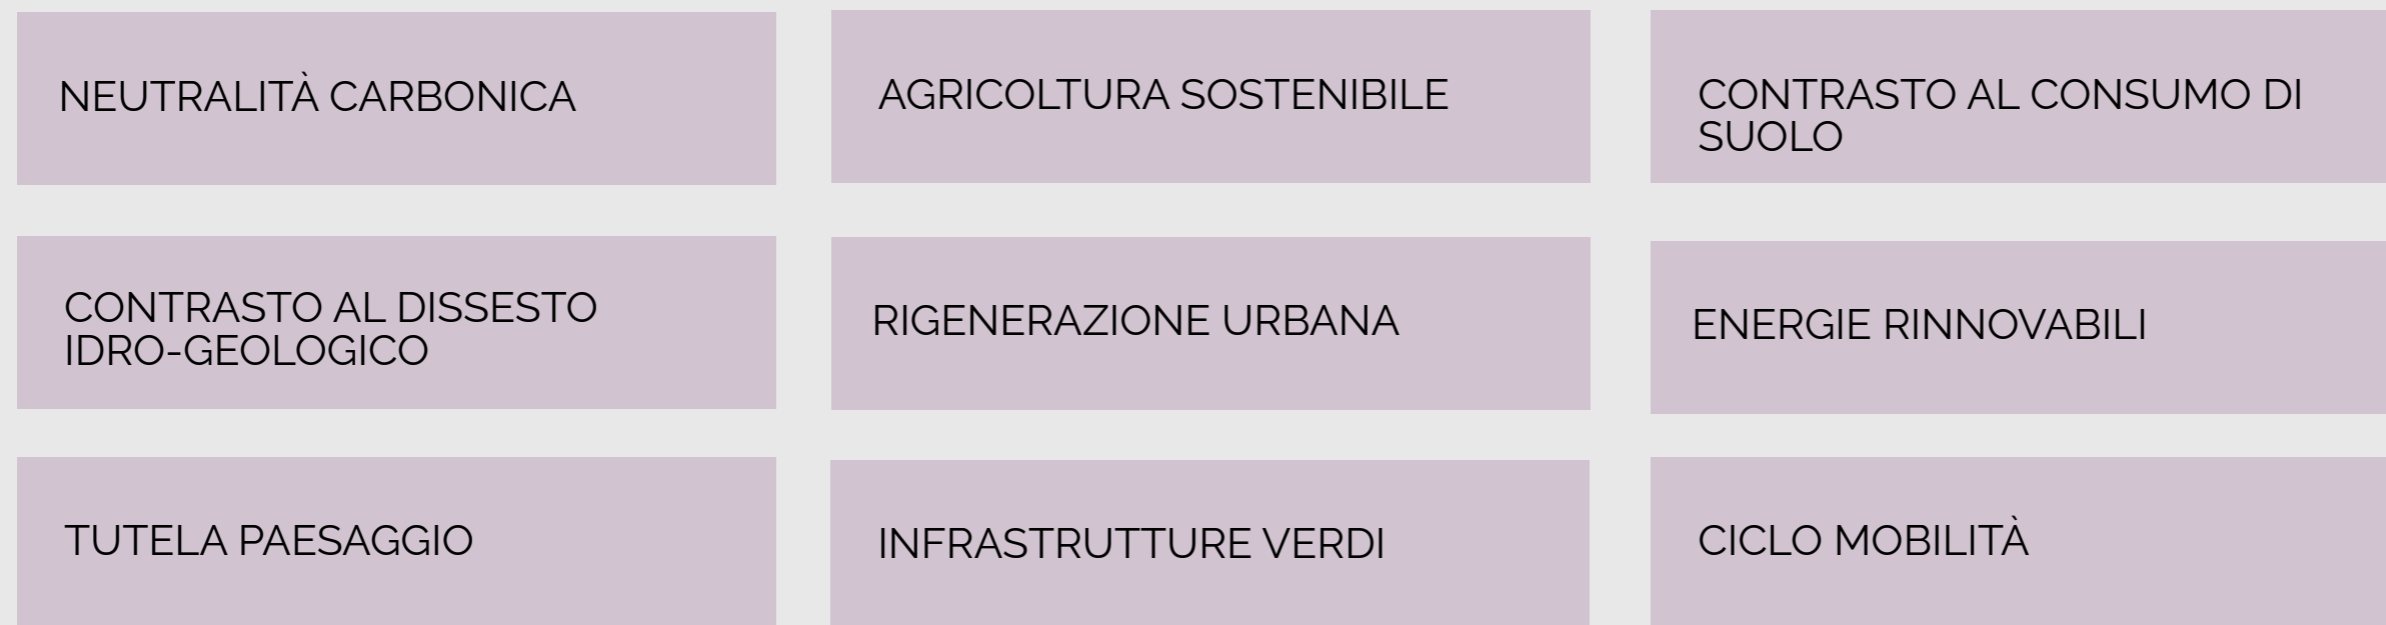 NEUTRALITÀ CARBONICA
AGRICOLTURA SOSTENIBILE
CONTRASTO AL CONSUMO DI
SUOLO
CONTRASTO AL DISSESTO
IDRO-GEOLOGICO
RIGENERAZIONE URBANA
ENERGIE RINNOVABILI
TUTELA PAESAGGIO
INFRASTRUTTURE VERDI
CICLO MOBILITÀ